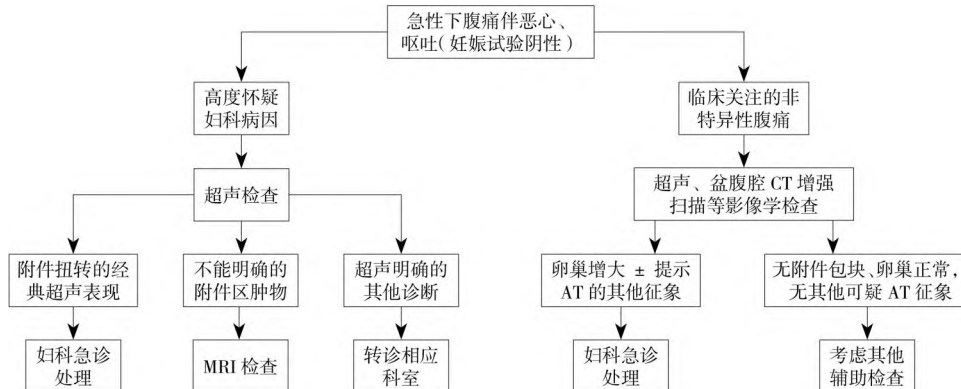 急性下腹痛伴恶心、
呕吐(妊娠试验阴性)
高度怀疑
妇科病因
临床关注的非
特异性腹痛
超声检查
超声、盆腹腔 CT 增强
扫描等影像学检查
附件扭转的经
典超声表现
不能明确的
附件区肿物
超声明确的
其他诊断
卵巢增大 ± 提示
AT 的其他征象
无附件包块、卵巢正常，
无其他可疑 AT 征象
妇科急诊
处理
MRI 检查
转诊相应
科室
妇科急诊
处理
考虑其他
辅助检查